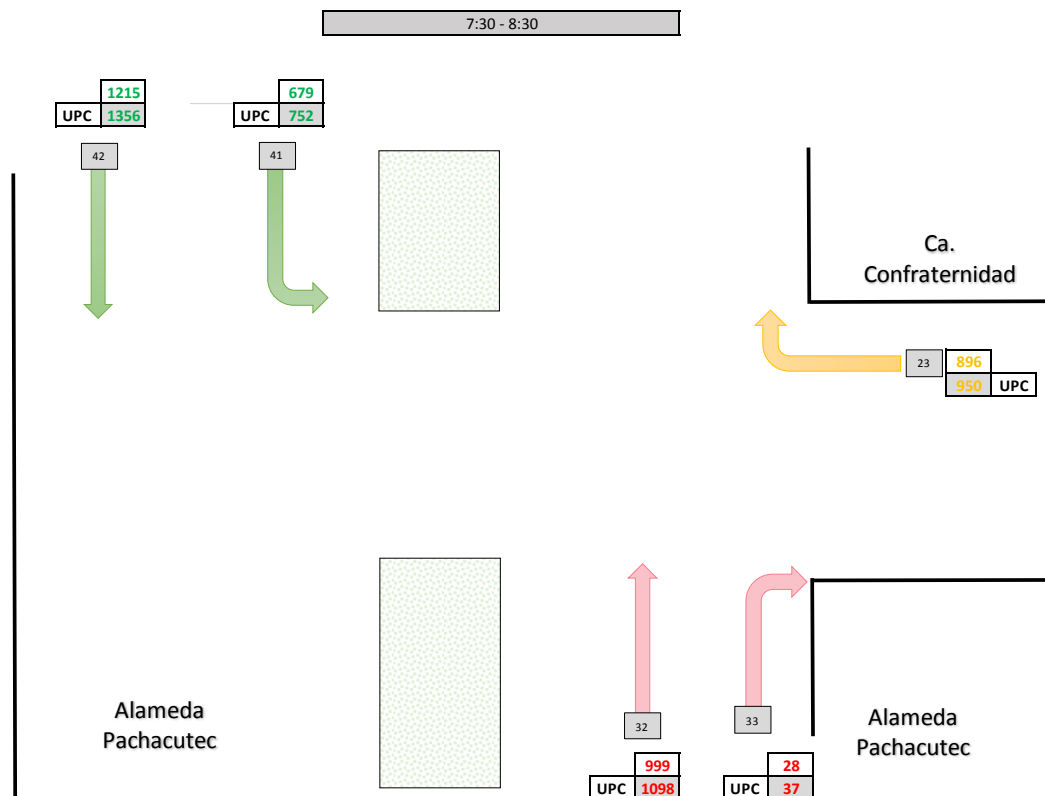 7:30 - 8:30
1215
UPC 1356
679
UPC 752
42
41
Ca.
Confraternidad
23 896
950 UPC
Alameda
Pachacutec
32
33
Alameda
Pachacutec
999
UPC 1098
28
UPC 37